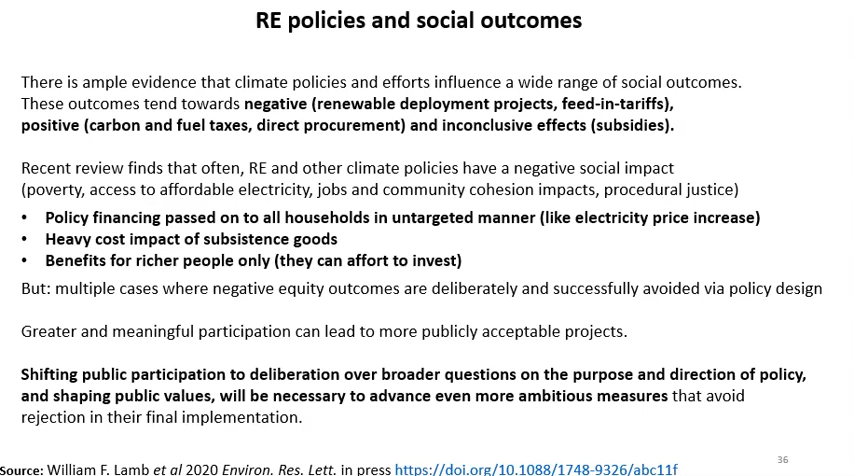 RE policies and social outcomes
There is ample evidence that climate policies and efforts influence a wide range of social outcomes.
These outcomes tend towards negative (renewable deployment projects, feed-in-tariffs),
positive (carbon and fuel taxes, direct procurement) and inconclusive effects (subsidies).
Recent review finds that often, RE and other climate policies have a negative social impact
(poverty, access to affordable electricity, jobs and community cohesion impacts, procedural justice)
• Policy financing passed on to all households in untargeted manner (like electricity price increase)
• Heavy cost impact of subsistence goods
• Benefits for richer people only (they can affort to invest)
But: multiple cases where negative equity outcomes are deliberately and successfully avoided via policy design
Greater and meaningful participation can lead to more publicly acceptable projects.
Shifting public participation to deliberation over broader questions on the purpose and direction of policy,
and shaping public values, will be necessary to advance even more ambitious measures that avoid
rejection in their final implementation.
36
Source: William F. Lamb et al 2020 Environ. Res. Lett. in press https://doi.org/10.1088/1748-9326/abc11f